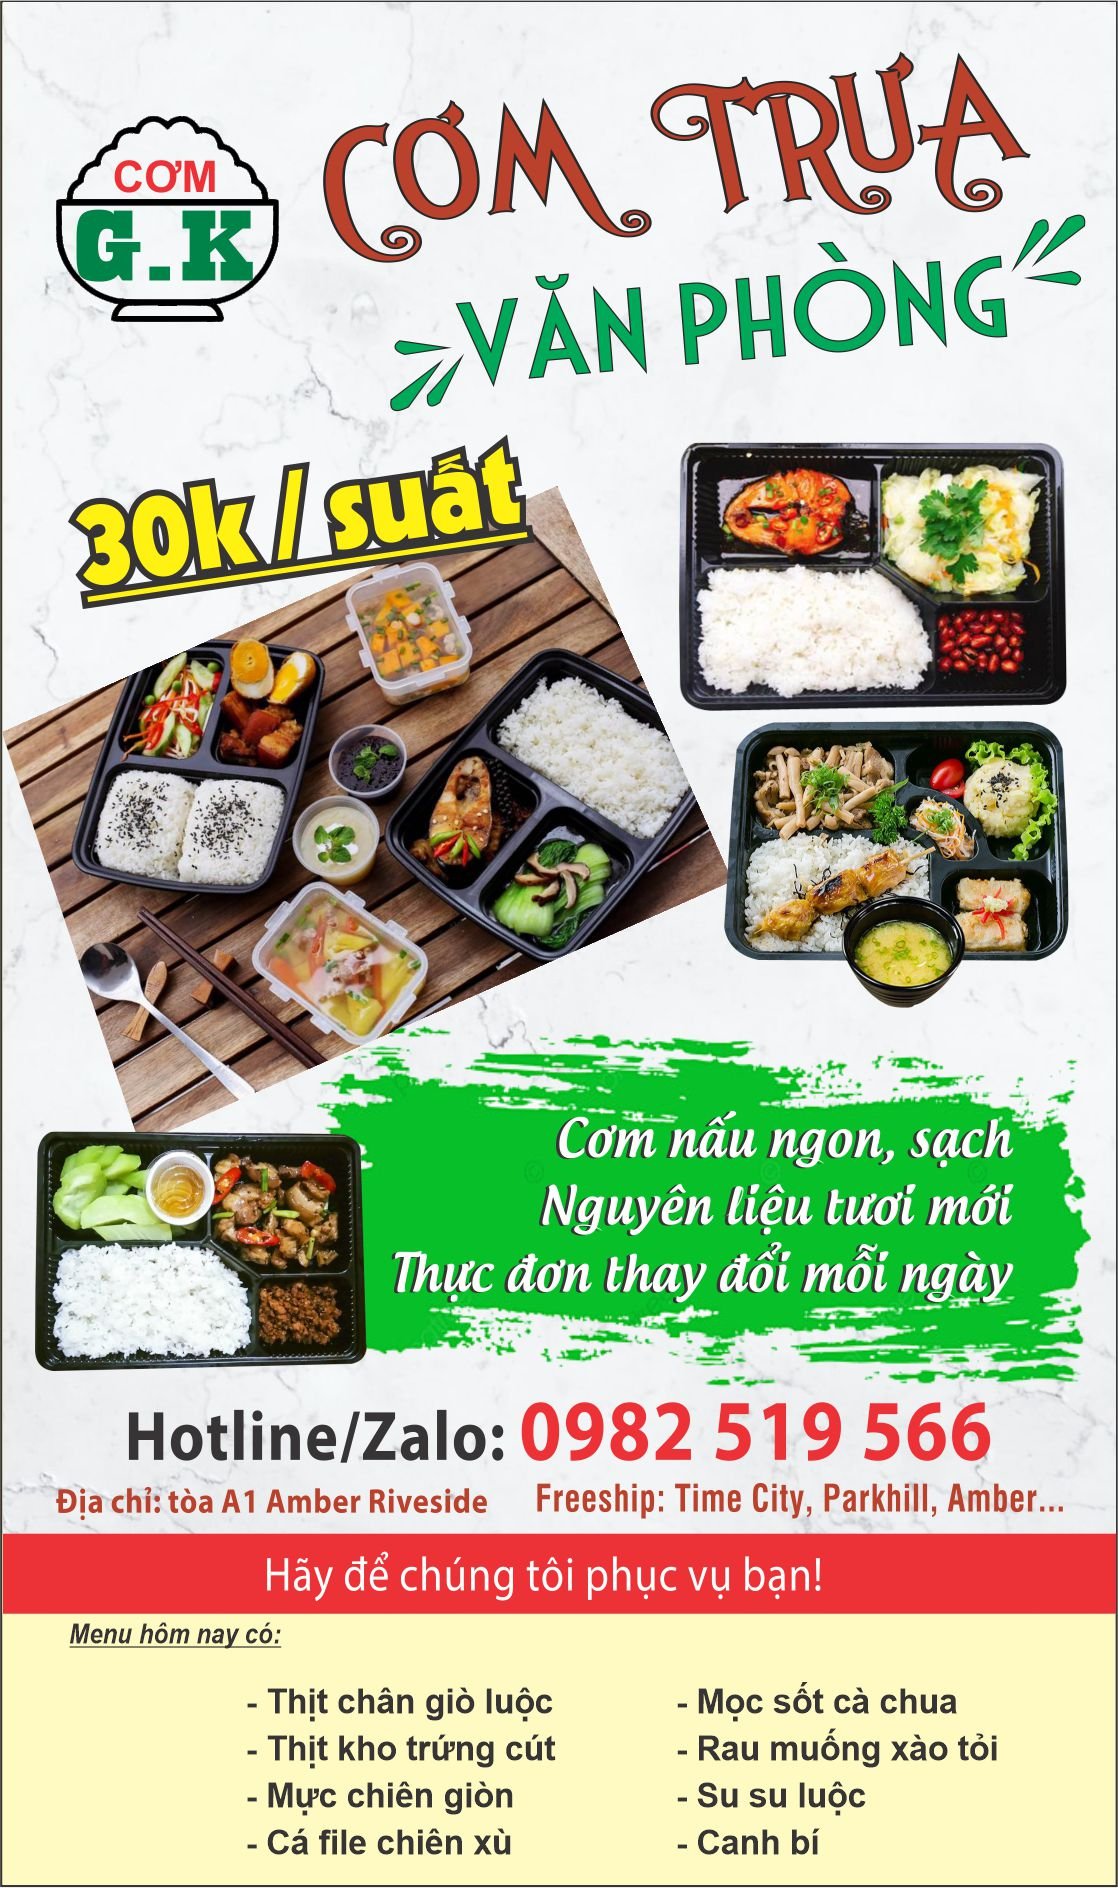 CƠM
G.K
CƠM TRƯA
VĂN PHÒNG
30k / suất
Cơm nấu ngon, sạch
Nguyên liệu tươi mới
Thực đơn thay đổi mỗi ngày
Hotline/Zalo: 0982 519 566
Địa chỉ: tòa A1 Amber Riveside
Freeship: Time City, Parkhill, Amber...
Hãy để chúng tôi phục vụ bạn!
Menu hôm nay có:
- Thịt chân giò luộc
- Thịt kho trứng cút
- Mực chiên giòn
- Cá file chiên xù
- Mọc sốt cà chua
- Rau muống xào tỏi
- Su su luộc
- Canh bí